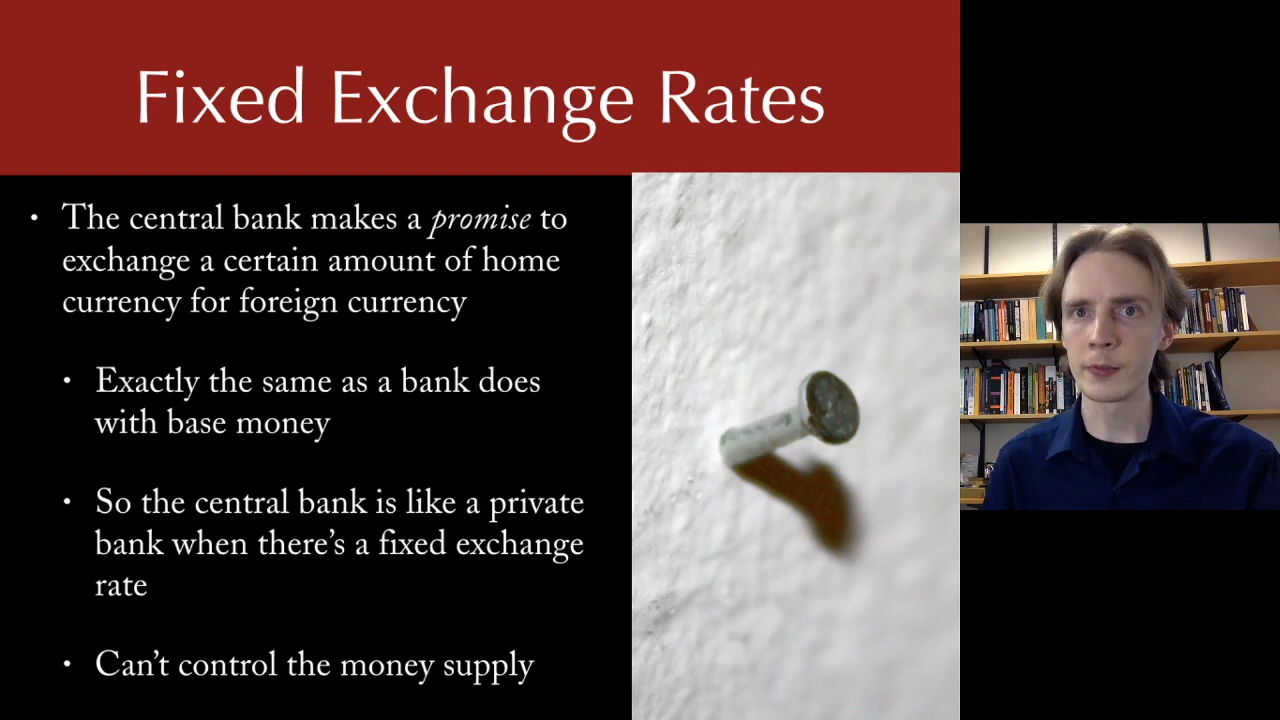 Fixed Exchange Rates
• The central bank makes a promise to
exchange a certain amount of home
currency for foreign currency
• Exactly the same as a bank does
with base money
• So the central bank is like a private
bank when there’s a fixed exchange
rate
• Can’t control the money supply